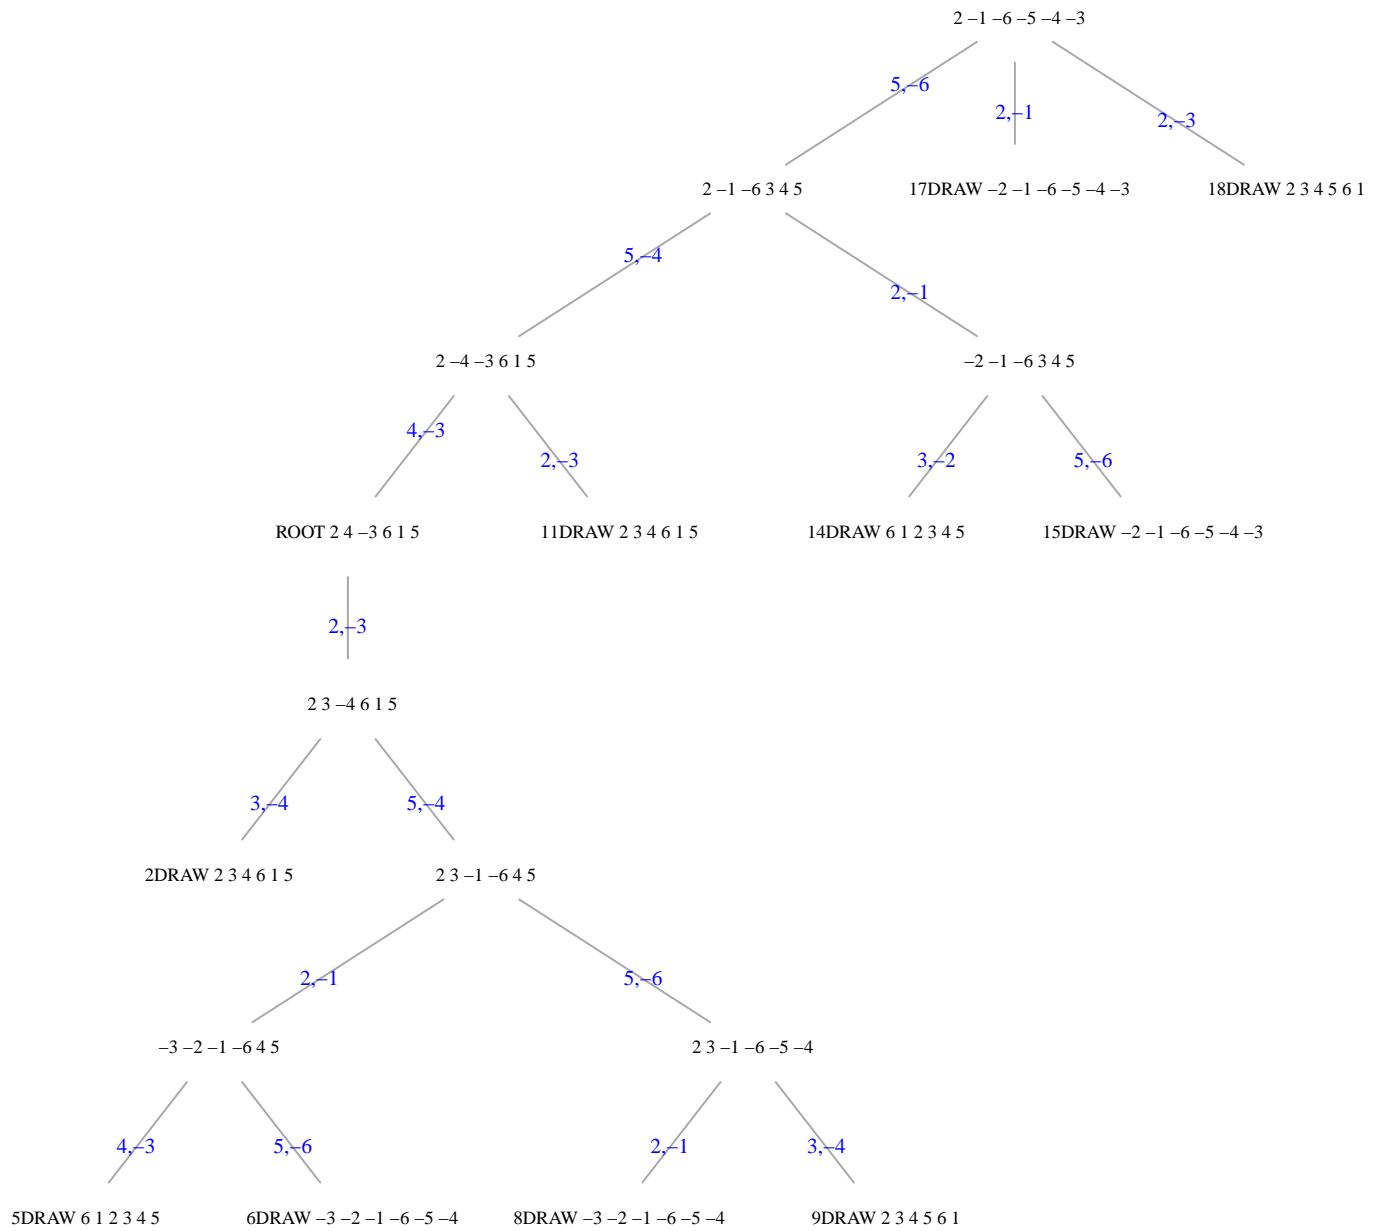 2 –1 –6 –5 –4 –3
5,–6
2,–1
2,–3
2 –1 –6 3 4 5
17DRAW –2 –1 –6 –5 –4 –3
18DRAW 2 3 4 5 6 1
5,–4
2,–1
2 –4 –3 6 1 5
–2 –1 –6 3 4 5
4,–3
2,–3
3,–2
5,–6
ROOT 2 4 –3 6 1 5
11DRAW 2 3 4 6 1 5
14DRAW 6 1 2 3 4 5
15DRAW –2 –1 –6 –5 –4 –3
2,–3
2 3 –4 6 1 5
3,–4
5,–4
2DRAW 2 3 4 6 1 5
2 3 –1 –6 4 5
2,–1
5,–6
–3 –2 –1 –6 4 5
2 3 –1 –6 –5 –4
4,–3
5,–6
2,–1
3,–4
5DRAW 6 1 2 3 4 5
6DRAW –3 –2 –1 –6 –5 –4
8DRAW –3 –2 –1 –6 –5 –4
9DRAW 2 3 4 5 6 1